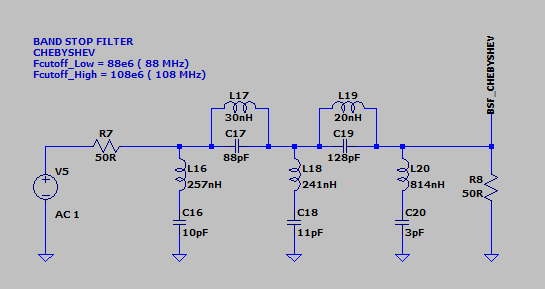 BAND STOP FILTER
CHEBYSHEV
Fcutoff_Low = 88e6 ( 88 MHz)
Fcutoff_High = 108e6 ( 108 MHz)
BSF_CHEBYSHEV
L17
30nH
L19
20nH
R7
50R
C17
88pF
C19
128pF
V5
AC 1
L16
257nH
L18
241nH
L20
814nH
R8
50R
C16
10pF
C18
11pF
C20
3pF